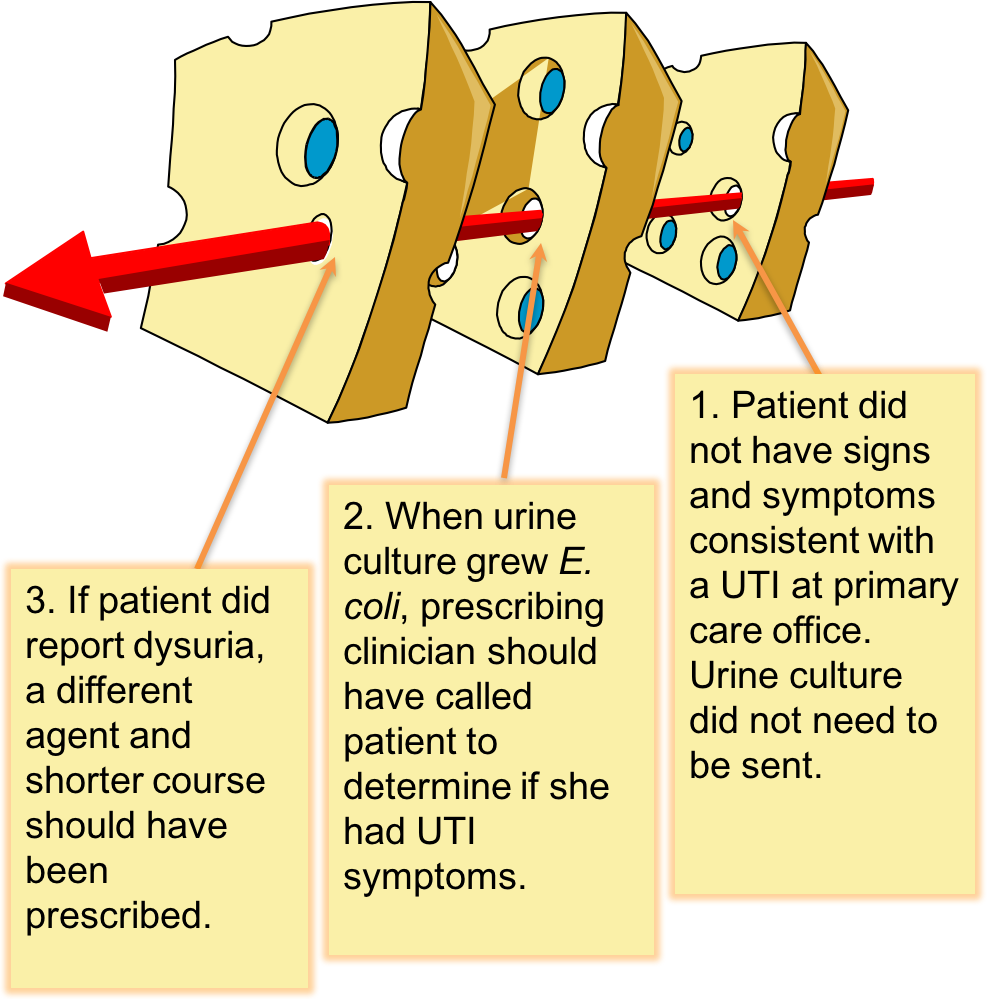 1. Patient did
not have signs
and symptoms
consistent with
a UTI at primary
care office.
Urine culture
did not need to
be sent.
2. When urine
culture grew E.
coli, prescribing
clinician should
have called
patient to
determine if she
had UTI
symptoms.
3. If patient did
report dysuria,
a different
agent and
shorter course
should have
been
prescribed.